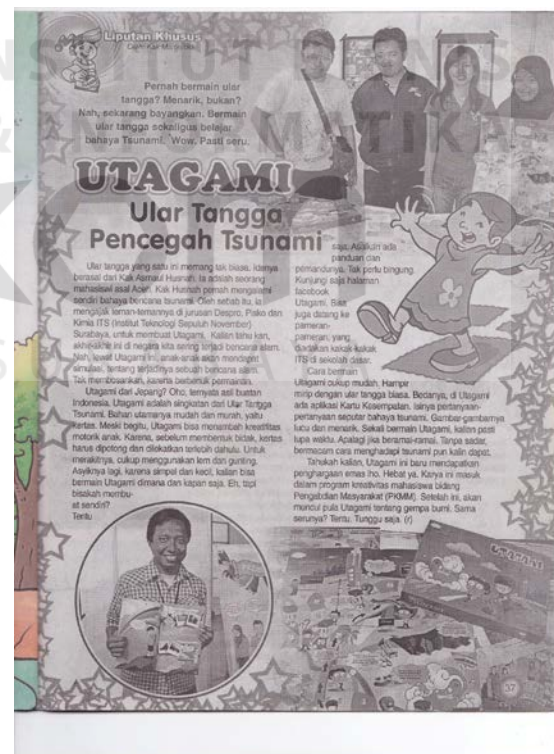 Liputan Khusus
Pernah bermain ular
tangga? Menarik, bukan?
Nah, sekarang bayangkan. Bermain
ular tangga sekaligus belajar
bahaya Tsunami. Wow. Pasti seru.
UTAGAMI
Ular Tangga
Pencegah Tsunami
Ular tangga yang satu ini memang tak biasa. Idenya
berasal dari Kak Asmaul Husnah. Ia adalah seorang
mahasiswi asal Aceh. Kak Husnah pernah mengalami
sendiri bahaya bencana tsunami. Oleh sebab itu, ia
mengajak teman-temannya di jurusan Despro, Pisko dan
Kimia ITS (Institut Teknologi Sepuluh November)
Surabaya, untuk membuat Utagami. Kalian tahu kan,
akhir-akhir ini di negara kita sering terjadi bencana alam.
Nah, lewat Utagami ini, anak-anak akan mendapat
simulasi, tentang terjadinya sebuah bencana alam.
Tak membosankan, karena berbentuk permainan.
Utagami dari Jepang? Oho, ternyata asli buatan
Indonesia. Utagami adalah singkatan dari Ular Tangga
Tsunami. Bahan utamanya mudah dan murah, yaitu
kertas. Meski begitu, Utagami bisa menambah kreatifitas
motorik anak. Karena, sebelum membentuk bidak, kertas
harus dipotong dan dilekatkan terlebih dahulu. Untuk
merakitnya, cukup menggunakan lem dan gunting.
Asyiknya lagi, karena simpel dan kecil, kalian bisa
bermain Utagami dimana dan kapan saja. Eh, tapi
bisakah membu-
at sendiri?
Tentu
saja. Asalkan ada
panduan dan
pemandunya. Tak perlu bingung.
Kunjungi saja halaman
facebook
Utagami. Bisa
juga datang ke
pameran-
pameran, yang
diadakan kakak-kakak
ITS di sekolah dasar.
Cara bermain
Utagami cukup mudah. Hampir
mirip dengan ular tangga biasa. Bedanya, di Utagami
ada aplikasi Kartu Kesempatan. Isinya pertanyaan-
pertanyaan seputar bahaya tsunami. Gambar-gambarnya
lucu dan menarik. Sekali bermain Utagami, kalian pasti
lupa waktu. Apalagi jika beramai-ramai. Tanpa sadar,
bermacam cara menghadapi tsunami pun kalin dapat.
Tahukah kalian, Utagami ini baru mendapatkan
penghargaan emas lho. Hebat ya. Karya ini masuk
dalam program kreativitas mahasiswa bidang
Pengabdian Masyarakat (PKMM). Setelah ini, akan
muncul pula Utagami tentang gempa bumi. Sama
serunya? Tentu. Tunggu saja. (r)
UTAGAMI
37